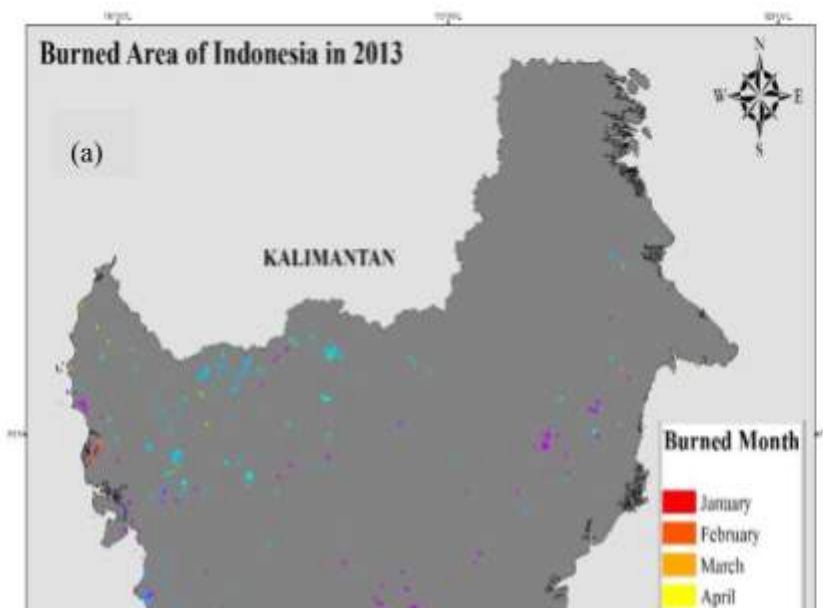 Burned Area of Indonesia in 2013
N
W
E
S
(a)
KALIMANTAN
Burned Month
January
February
March
April